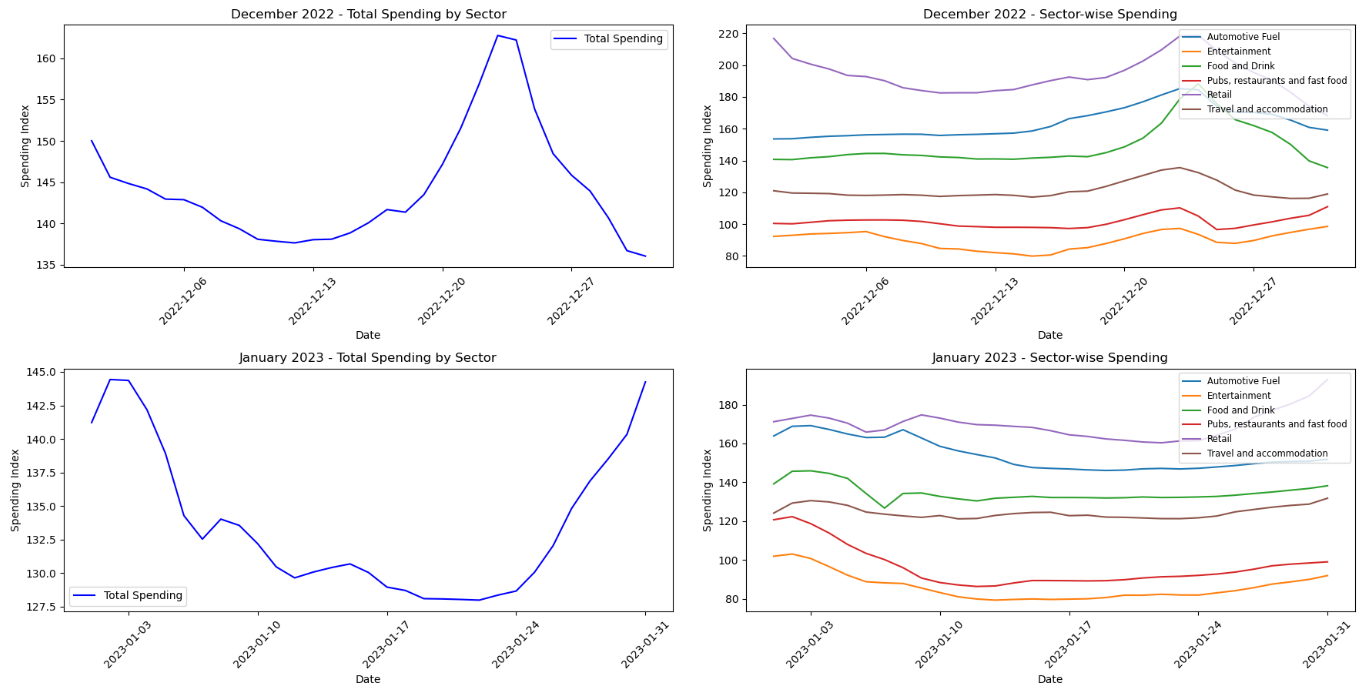 December 2022 - Total Spending by Sector
Spending Index
160
155
150
145
140
135
Total Spending
2022-12-06
2022-12-13
2022-12-20
2022-12-27
Date
December 2022 - Sector-wise Spending
Spending Index
220
200
180
160
140
120
100
80
Automotive Fuel
Entertainment
Food and Drink
Pubs, restaurants and fast food
Retail
Travel and accommodation
2022-12-06
2022-12-13
2022-12-20
2022-12-27
Date
January 2023 - Total Spending by Sector
Spending Index
145.0
142.5
140.0
137.5
135.0
132.5
130.0
127.5
Total Spending
2023-01-03
2023-01-10
2023-01-17
2023-01-24
2023-01-31
Date
January 2023 - Sector-wise Spending
Spending Index
180
160
140
120
100
80
Automotive Fuel
Entertainment
Food and Drink
Pubs, restaurants and fast food
Retail
Travel and accommodation
2023-01-03
2023-01-10
2023-01-17
2023-01-24
2023-01-31
Date